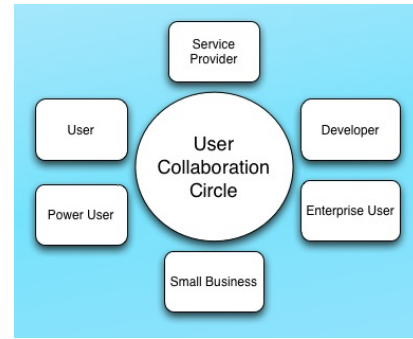 Service
Provider
User
Developer
User
Collaboration
Circle
Power User
Enterprise User
Small Business